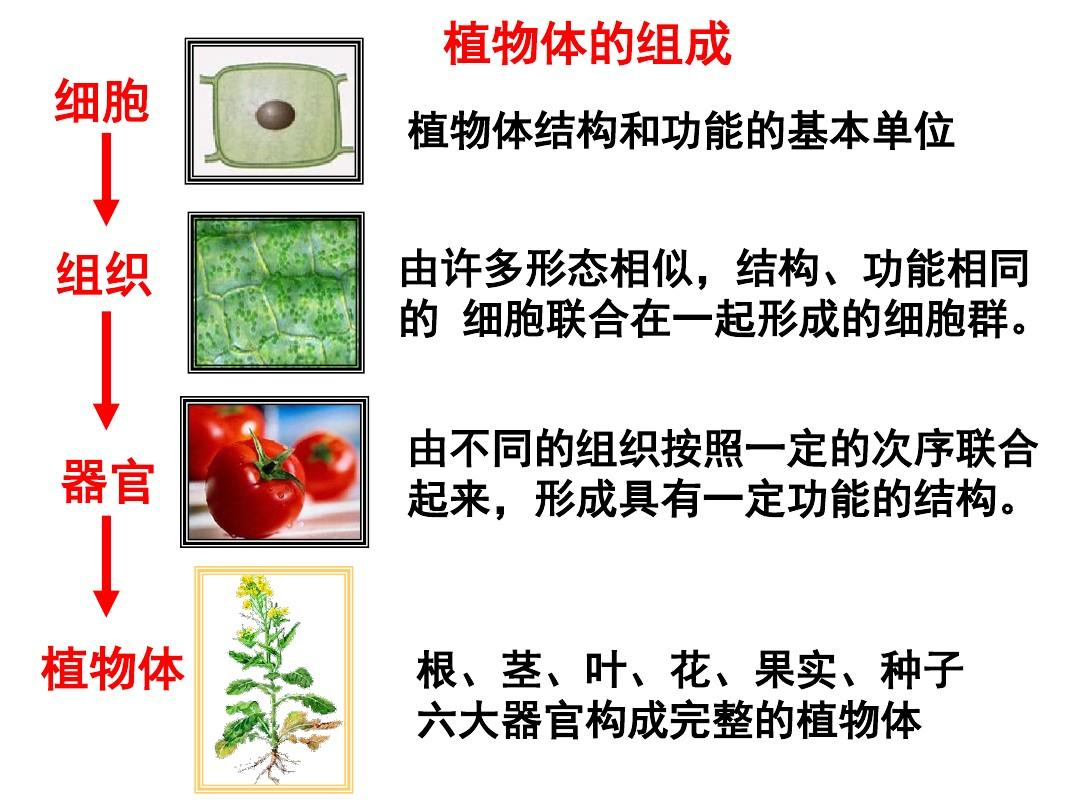 植物体的组成
细胞
植物体结构和功能的基本单位
组织
由许多形态相似，结构、功能相同
的 细胞联合在一起形成的细胞群。
器官
由不同的组织按照一定的次序联合
起来，形成具有一定功能的结构。
植物体
根、茎、叶、花、果实、种子
六大器官构成完整的植物体